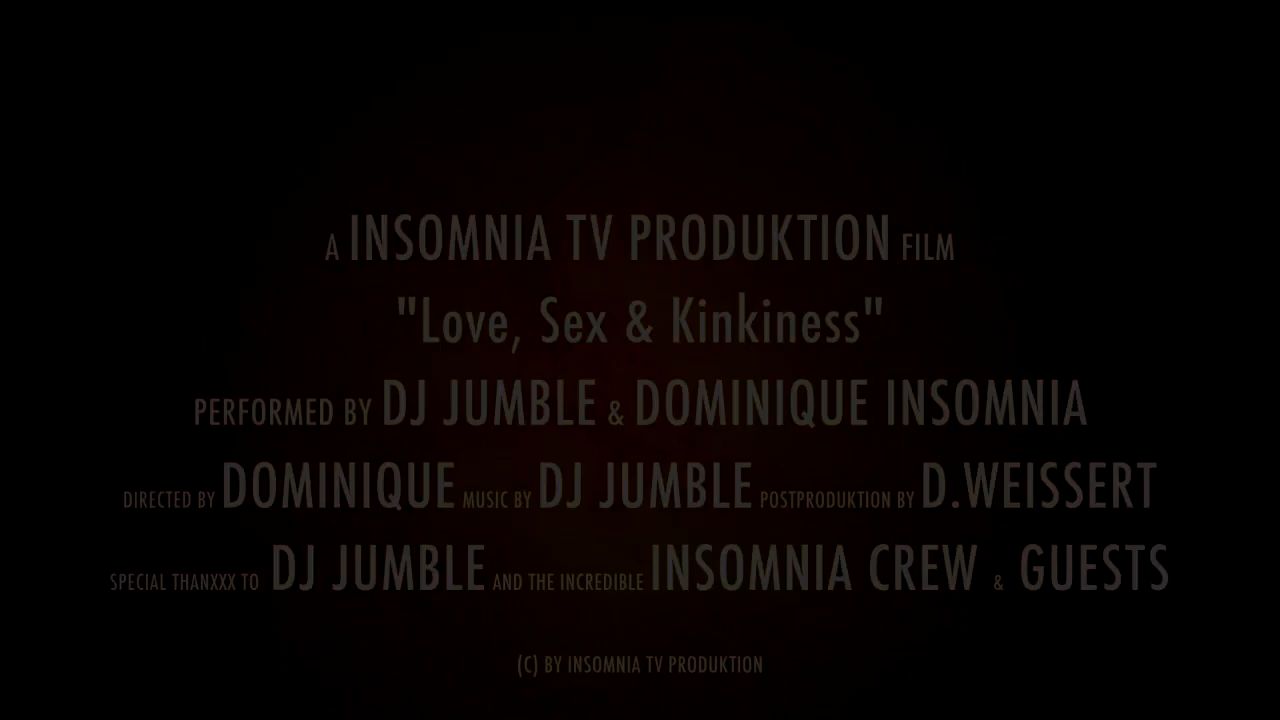 A INSOMNIA TV PRODUKTION FILM
"Love, Sex & Kinkiness"
PERFORMED BY DJ JUMBLE & DOMINIQUE INSOMNIA
DIRECTED BY DOMINIQUE MUSIC BY DJ JUMBLE POSTPRODUKTION BY D.WEISSERT
SPECIAL THANXXX TO DJ JUMBLE AND THE INCREDIBLE INSOMNIA CREW & GUESTS
(C) BY INSOMNIA TV PRODUKTION